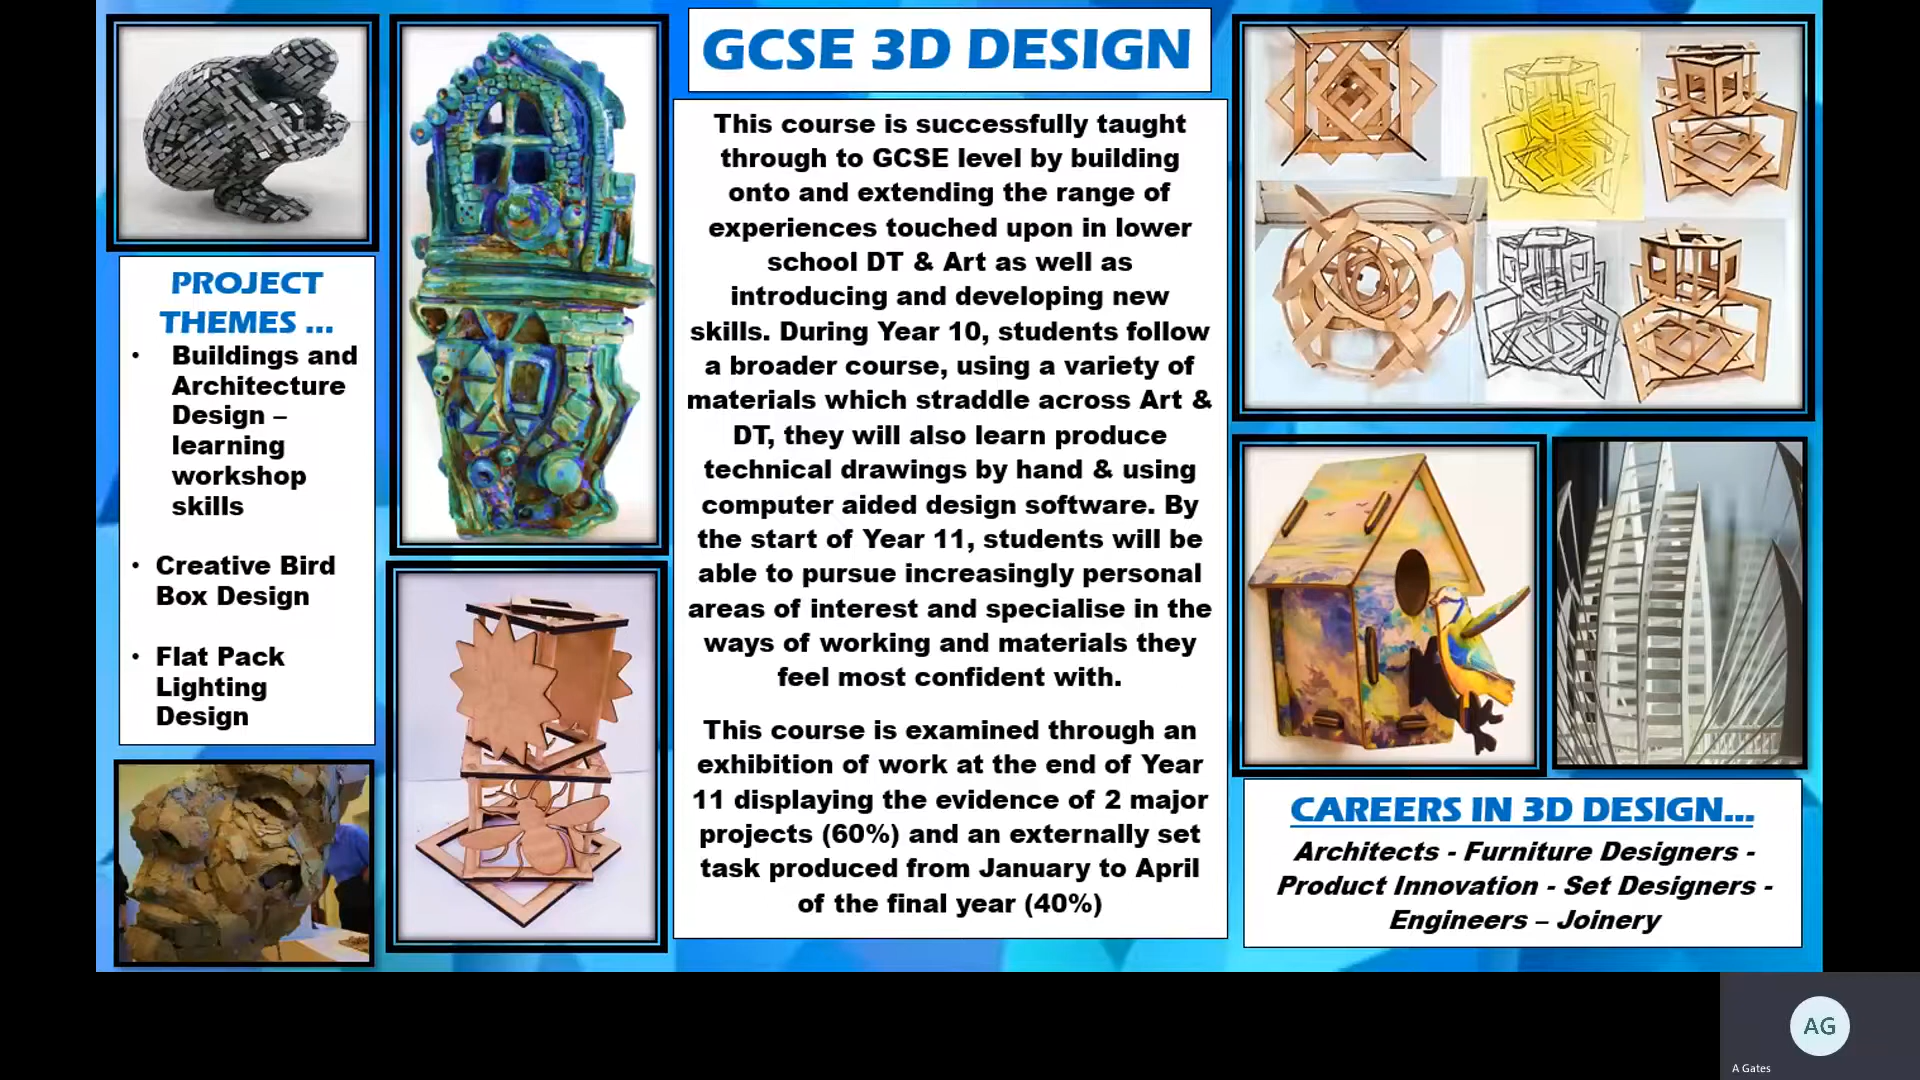 GCSE 3D DESIGN
This course is successfully taught
through to GCSE level by building
onto and extending the range of
experiences touched upon in lower
school DT & Art as well as
introducing and developing new
skills. During Year 10, students follow
a broader course, using a variety of
materials which straddle across Art &
DT, they will also learn produce
technical drawings by hand & using
computer aided design software. By
the start of Year 11, students will be
able to pursue increasingly personal
areas of interest and specialise in the
ways of working and materials they
feel most confident with.
This course is examined through an
exhibition of work at the end of Year
11 displaying the evidence of 2 major
projects (60%) and an externally set
task produced from January to April
of the final year (40%)
PROJECT
THEMES ...
• Buildings and
Architecture
Design –
learning
workshop
skills
• Creative Bird
Box Design
• Flat Pack
Lighting
Design
CAREERS IN 3D DESIGN...
Architects - Furniture Designers -
Product Innovation - Set Designers -
Engineers – Joinery
AG
A Gates